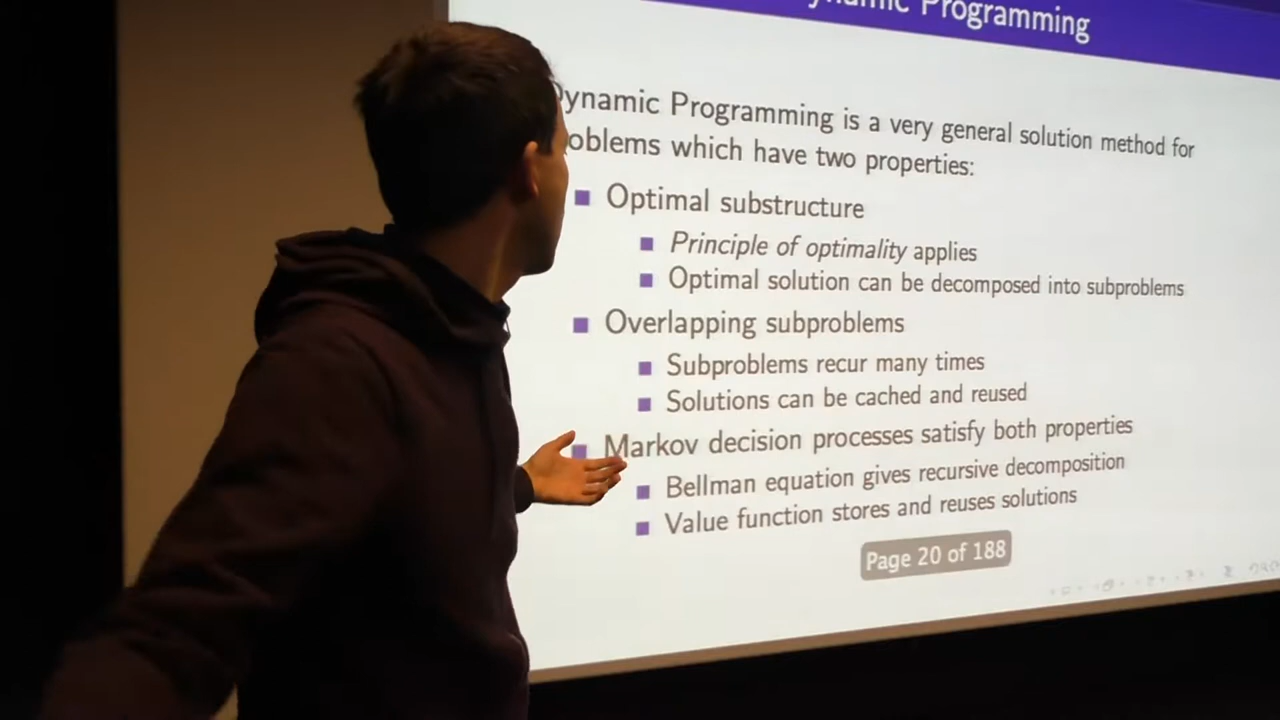 ynamic Programming
Dynamic Programming is a very general solution method for
oblems which have two properties:
Optimal substructure
Principle of optimality applies
Optimal solution can be decomposed into subproblems
Overlapping subproblems
Subproblems recur many times
Solutions can be cached and reused
Markov decision processes satisfy both properties
Bellman equation gives recursive decomposition
Value function stores and reuses solutions
Page 20 of 188